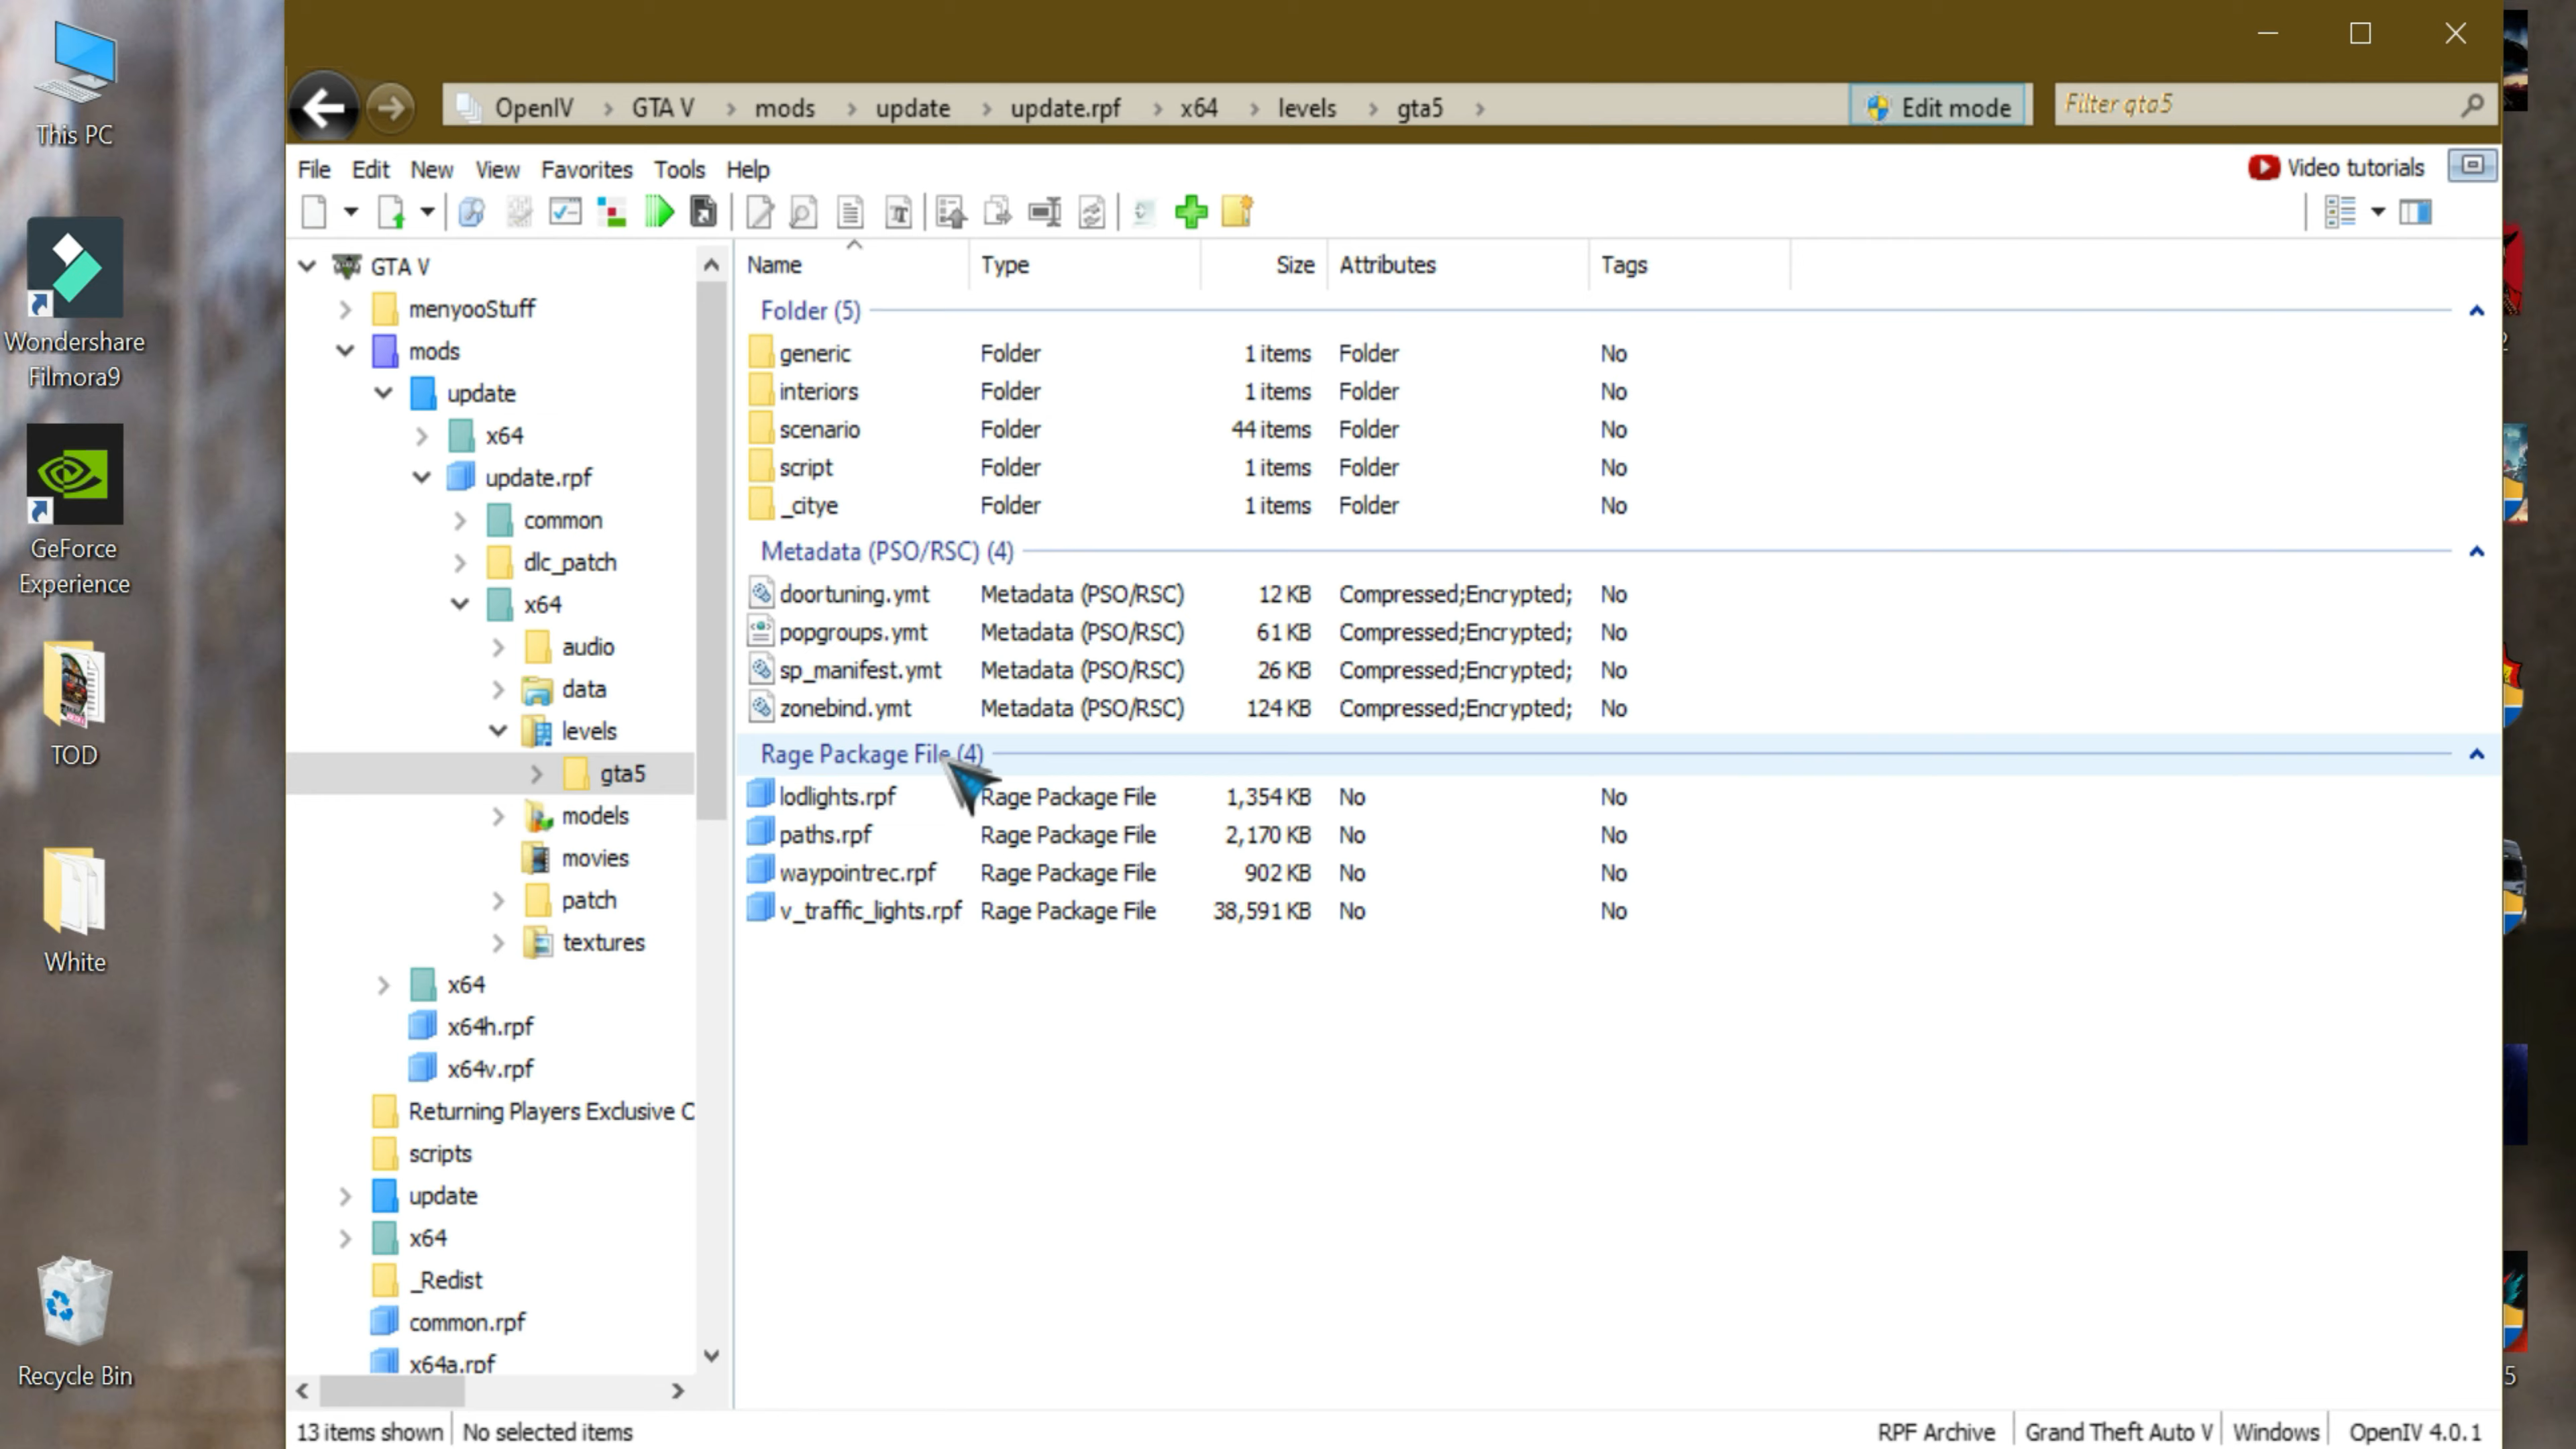 This PC
Wondershare
Filmora9
GeForce
Experience
TOD
White
Recycle Bin
OpenIV > GTA V > mods > update > update.rpf > x64 > levels > gta5 >
Edit mode
Filter gta5
File Edit New View Favorites Tools Help
Video tutorials
GTA V
menyooStuff
mods
update
x64
update.rpf
common
dlc_patch
x64
audio
data
levels
gta5
models
movies
patch
textures
x64
x64h.rpf
x64v.rpf
Returning Players Exclusive C
scripts
update
x64
_Redist
common.rpf
x64a.rpf
Name Type Size Attributes Tags
Folder (5)
generic Folder 1 items Folder No
interiors Folder 1 items Folder No
scenario Folder 44 items Folder No
script Folder 1 items Folder No
_citye Folder 1 items Folder No
Metadata (PSO/RSC) (4)
doortuning.ymt Metadata (PSO/RSC) 12 KB Compressed;Encrypted; No
popgroups.ymt Metadata (PSO/RSC) 61 KB Compressed;Encrypted; No
sp_manifest.ymt Metadata (PSO/RSC) 26 KB Compressed;Encrypted; No
zonebind.ymt Metadata (PSO/RSC) 124 KB Compressed;Encrypted; No
Rage Package File (4)
lodlights.rpf Rage Package File 1,354 KB No No
paths.rpf Rage Package File 2,170 KB No No
waypointrec.rpf Rage Package File 902 KB No No
v_traffic_lights.rpf Rage Package File 38,591 KB No No
13 items shown No selected items
RPF Archive Grand Theft Auto V Windows OpenIV 4.0.1
5